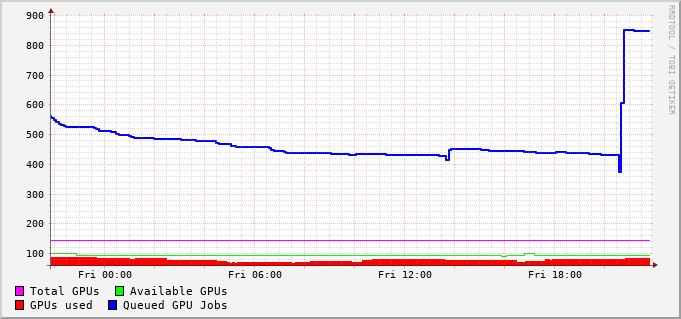 900
800
700
600
500
400
300
200
100
Fri 00:00 Fri 06:00 Fri 12:00 Fri 18:00
Total GPUs Available GPUs
GPUs used Queued GPU Jobs
RRDTOOL / TOBI OETIKER